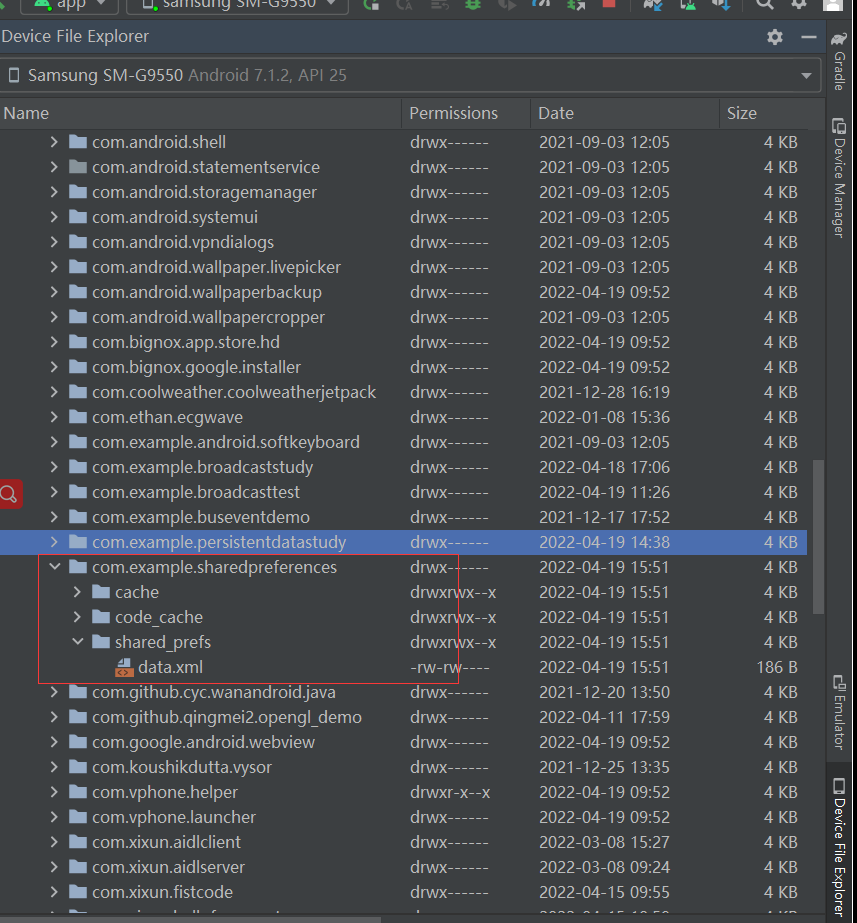 app samsung SM-G9550
Device File Explorer
Samsung SM-G9550 Android 7.1.2, API 25
Name Permissions Date Size
com.android.shell drwx------ 2021-09-03 12:05 4 KB
com.android.statementservice drwx------ 2021-09-03 12:05 4 KB
com.android.storagemanager drwx------ 2021-09-03 12:05 4 KB
com.android.systemui drwx------ 2021-09-03 12:05 4 KB
com.android.vpndialogs drwx------ 2021-09-03 12:05 4 KB
com.android.wallpaper.livepicker drwx------ 2021-09-03 12:05 4 KB
com.android.wallpaperbackup drwx------ 2022-04-19 09:52 4 KB
com.android.wallpapercropper drwx------ 2021-09-03 12:05 4 KB
com.bignox.app.store.hd drwx------ 2022-04-19 09:52 4 KB
com.bignox.google.installer drwx------ 2022-04-19 09:52 4 KB
com.coolweather.coolweatherjetpack drwx------ 2021-12-28 16:19 4 KB
com.ethan.ecgwave drwx------ 2022-01-08 15:36 4 KB
com.example.android.softkeyboard drwx------ 2021-09-03 12:05 4 KB
com.example.broadcaststudy drwx------ 2022-04-18 17:06 4 KB
com.example.broadcasttest drwx------ 2022-04-19 11:26 4 KB
com.example.buseventdemo drwx------ 2021-12-17 17:52 4 KB
com.example.persistentdatastudy drwx------ 2022-04-19 14:38 4 KB
com.example.sharedpreferences drwx------ 2022-04-19 15:51 4 KB
cache drwxrwx--x 2022-04-19 15:51 4 KB
code_cache drwxrwx--x 2022-04-19 15:51 4 KB
shared_prefs drwxrwx--x 2022-04-19 15:51 4 KB
data.xml -rw-rw---- 2022-04-19 15:51 186 B
com.github.cyc.wanandroid.java drwx------ 2021-12-20 13:50 4 KB
com.github.qingmei2.opengl_demo drwx------ 2022-04-11 17:59 4 KB
com.google.android.webview drwx------ 2022-04-19 09:52 4 KB
com.koushikdutta.vysor drwx------ 2021-12-25 13:35 4 KB
com.vphone.helper drwxr-x--x 2022-04-19 09:52 4 KB
com.vphone.launcher drwx------ 2022-04-19 09:52 4 KB
com.xixun.aidlclient drwx------ 2022-03-08 15:27 4 KB
com.xixun.aidlserver drwx------ 2022-03-08 09:24 4 KB
com.xixun.fistcode drwx------ 2022-04-15 09:55 4 KB
Gradle
Device Manager
Emulator
Device File Explorer